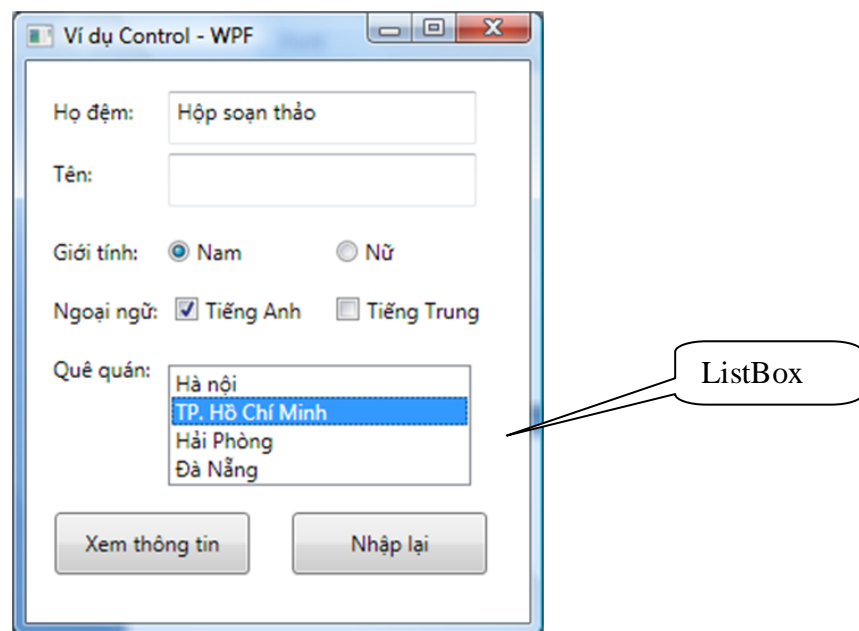 Ví dụ Control - WPF
Họ đệm: Hộp soạn thảo
Tên:
Giới tính: Nam Nữ
Ngoại ngữ: Tiếng Anh Tiếng Trung
Quê quán:
Hà nội
TP. Hồ Chí Minh
Hải Phòng
Đà Nẵng
ListBox
Xem thông tin Nhập lại